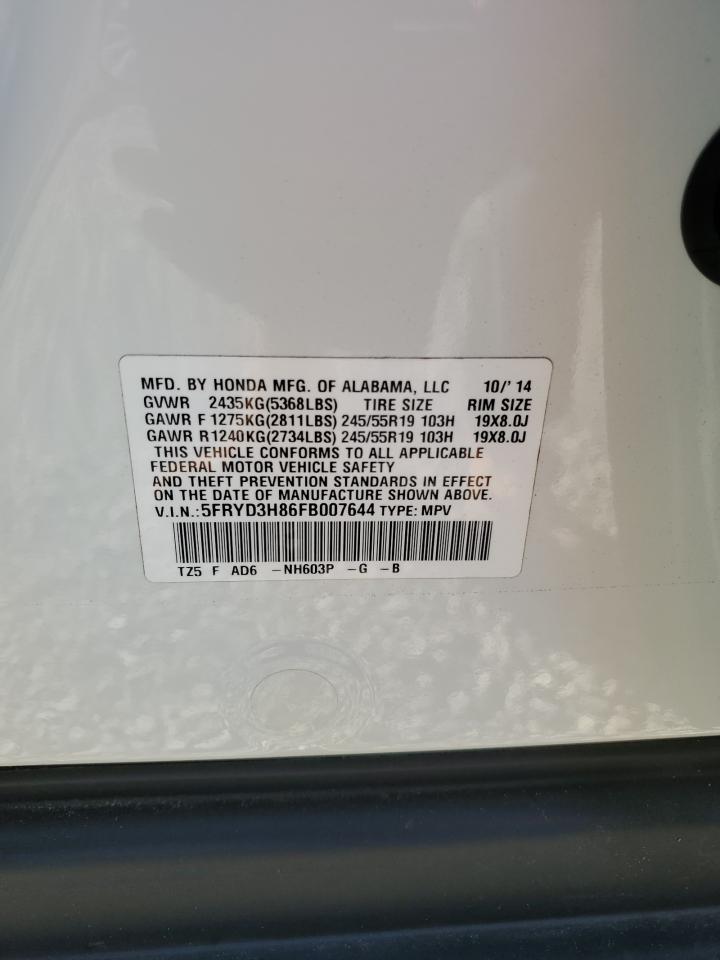 MFD. BY HONDA MFG. OF ALABAMA, LLC 10/'14
GVWR 2435KG(5368LBS) TIRE SIZE RIM SIZE
GAWR F 1275KG(2811LBS) 245/55R19 103H 19X8.0J
GAWR R 1240KG(2734LBS) 245/55R19 103H 19X8.0J
THIS VEHICLE CONFORMS TO ALL APPLICABLE
FEDERAL MOTOR VEHICLE SAFETY
AND THEFT PREVENTION STANDARDS IN EFFECT
ON THE DATE OF MANUFACTURE SHOWN ABOVE.
V.I.N.:5FRYD3H86FB007644 TYPE: MPV
TZ5 F AD6 -NH603P -G -B